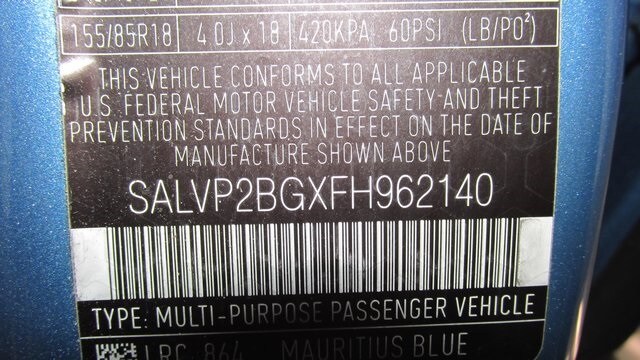 155/85R18 4.0J x 18 420KPA 60PSI (LB/PO²)
THIS VEHICLE CONFORMS TO ALL APPLICABLE
U.S. FEDERAL MOTOR VEHICLE SAFETY AND THEFT
PREVENTION STANDARDS IN EFFECT ON THE DATE OF
MANUFACTURE SHOWN ABOVE
SALVP2BGXFH962140
TYPE: MULTI-PURPOSE PASSENGER VEHICLE
LRC 864 MAURITIUS BLUE